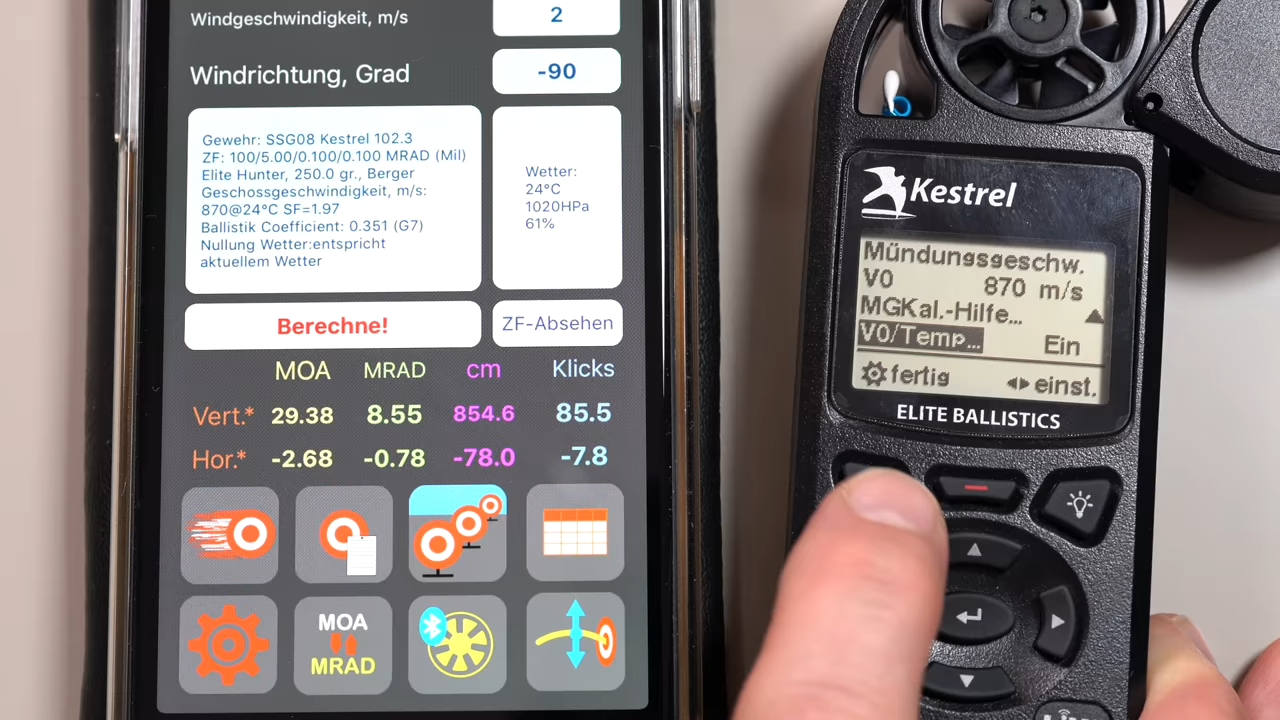 Windgeschwindigkeit, m/s
2
Windrichtung, Grad
-90
Gewehr: SSG08 Kestrel 102.3
ZF: 100/5.00/0.100/0.100 MRAD (Mil)
Elite Hunter, 250.0 gr., Berger
Geschossgeschwindigkeit, m/s:
870@24°C SF=1.97
Ballistik Coefficient: 0.351 (G7)
Nullung Wetter:entspricht
aktuellem Wetter
Wetter:
24°C
1020HPa
61%
Berechne!
ZF-Absehen
MOA MRAD cm Klicks
Vert.* 29.38 8.55 854.6 85.5
Hor.* -2.68 -0.78 -78.0 -7.8
MOA
MRAD
Kestrel
Mündungsgeschw.
V0 870 m/s
MGKal.-Hilfe...
V0/Temp... Ein
fertig einst.
ELITE BALLISTICS